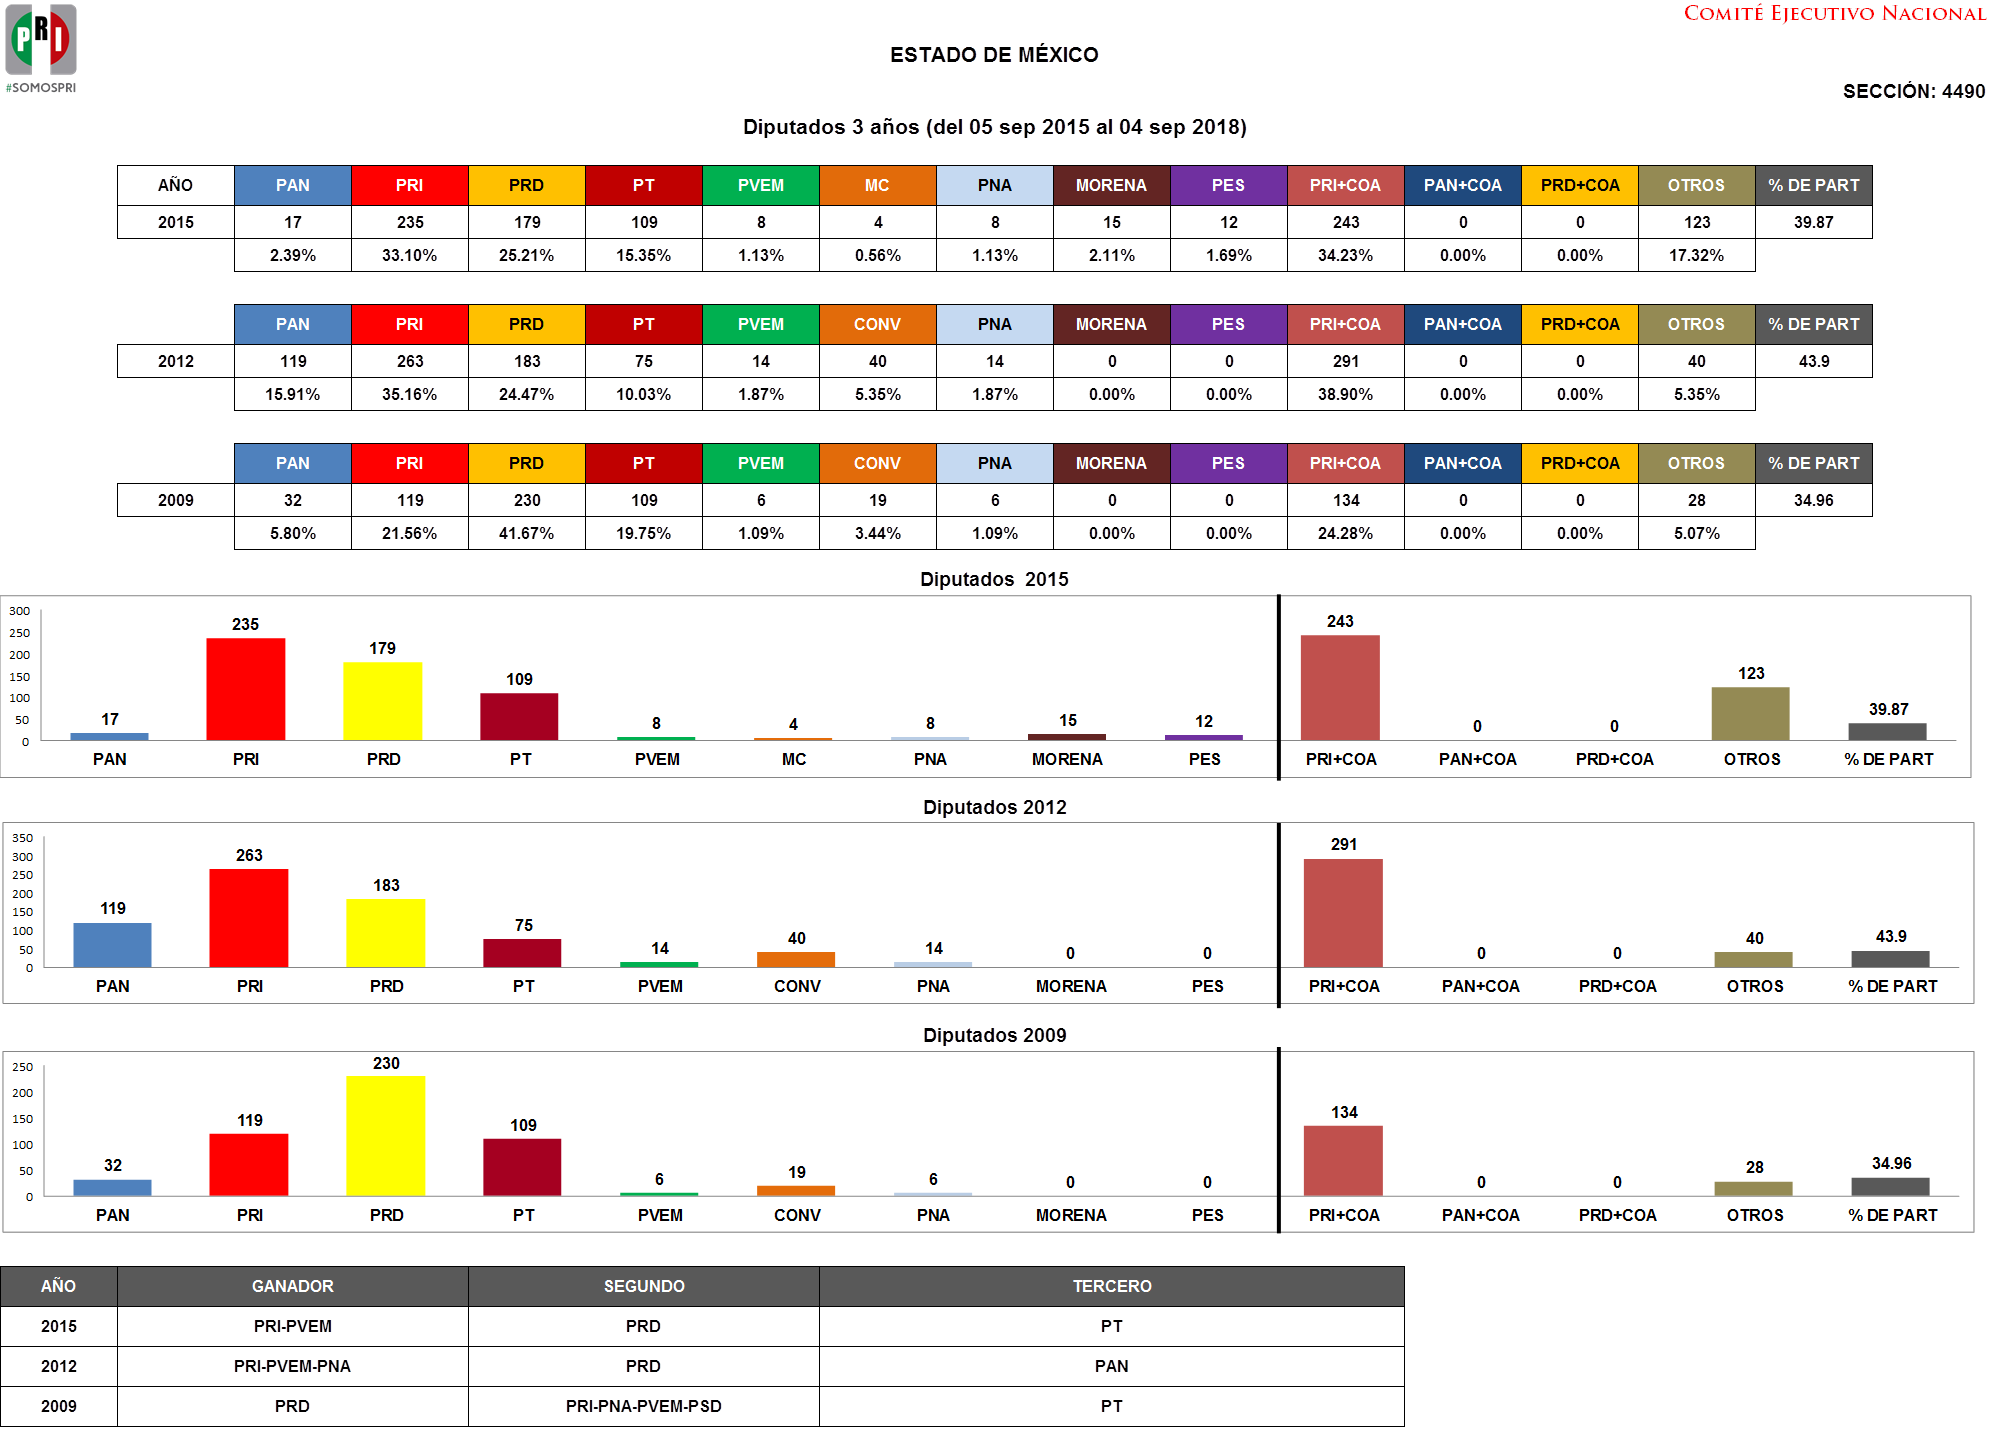 PRI
#SOMOSPRI
COMITÉ EJECUTIVO NACIONAL
ESTADO DE MÉXICO
SECCIÓN: 4490
Diputados 3 años (del 05 sep 2015 al 04 sep 2018)
AÑO PAN PRI PRD PT PVEM MC PNA MORENA PES PRI+COA PAN+COA PRD+COA OTROS % DE PART
2015 17 235 179 109 8 4 8 15 12 243 0 0 123 39.87
2.39% 33.10% 25.21% 15.35% 1.13% 0.56% 1.13% 2.11% 1.69% 34.23% 0.00% 0.00% 17.32%
PAN PRI PRD PT PVEM CONV PNA MORENA PES PRI+COA PAN+COA PRD+COA OTROS % DE PART
2012 119 263 183 75 14 40 14 0 0 291 0 0 40 43.9
15.91% 35.16% 24.47% 10.03% 1.87% 5.35% 1.87% 0.00% 0.00% 38.90% 0.00% 0.00% 5.35%
PAN PRI PRD PT PVEM CONV PNA MORENA PES PRI+COA PAN+COA PRD+COA OTROS % DE PART
2009 32 119 230 109 6 19 6 0 0 134 0 0 28 34.96
5.80% 21.56% 41.67% 19.75% 1.09% 3.44% 1.09% 0.00% 0.00% 24.28% 0.00% 0.00% 5.07%
Diputados 2015
300
250
200
150
100
50
0
17 235 179 109 8 4 8 15 12 243 0 0 123 39.87
PAN PRI PRD PT PVEM MC PNA MORENA PES PRI+COA PAN+COA PRD+COA OTROS % DE PART
Diputados 2012
350
300
250
200
150
100
50
0
119 263 183 75 14 40 14 0 0 291 0 0 40 43.9
PAN PRI PRD PT PVEM CONV PNA MORENA PES PRI+COA PAN+COA PRD+COA OTROS % DE PART
Diputados 2009
250
200
150
100
50
0
32 119 230 109 6 19 6 0 0 134 0 0 28 34.96
PAN PRI PRD PT PVEM CONV PNA MORENA PES PRI+COA PAN+COA PRD+COA OTROS % DE PART
AÑO GANADOR SEGUNDO TERCERO
2015 PRI-PVEM PRD PT
2012 PRI-PVEM-PNA PRD PAN
2009 PRD PRI-PNA-PVEM-PSD PT